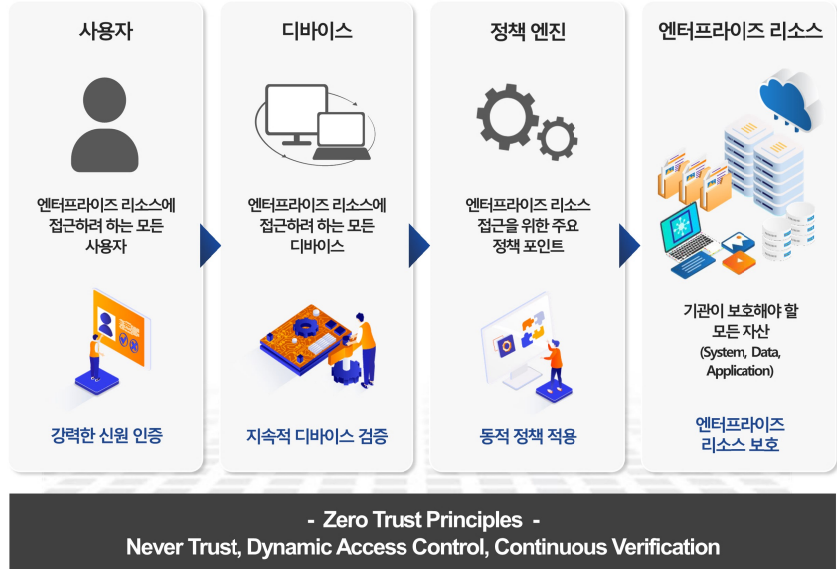 사용자
엔터프라이즈 리소스에
접근하려 하는 모든
사용자
강력한 신원 인증
디바이스
엔터프라이즈 리소스에
접근하려 하는 모든
디바이스
지속적 디바이스 검증
정책 엔진
엔터프라이즈 리소스
접근을 위한 주요
정책 포인트
동적 정책 적용
엔터프라이즈 리소스
기관이 보호해야 할
모든 자산
(System, Data,
Application)
엔터프라이즈
리소스 보호
- Zero Trust Principles -
Never Trust, Dynamic Access Control, Continuous Verification